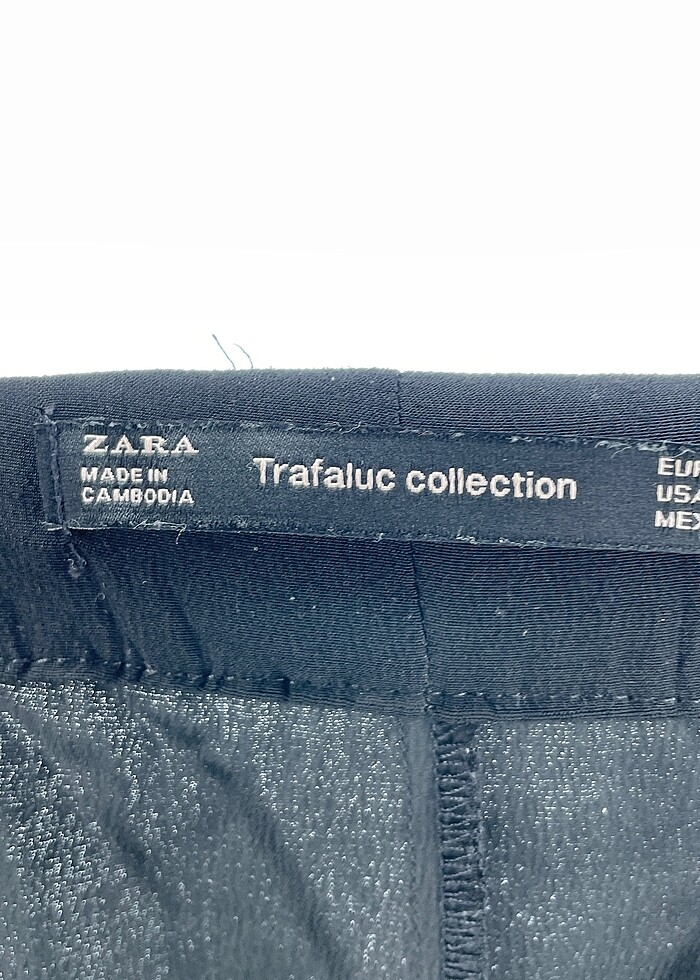 ZARA
MADE IN
CAMBODIA
Trafaluc collection
EUR
USA
MEX